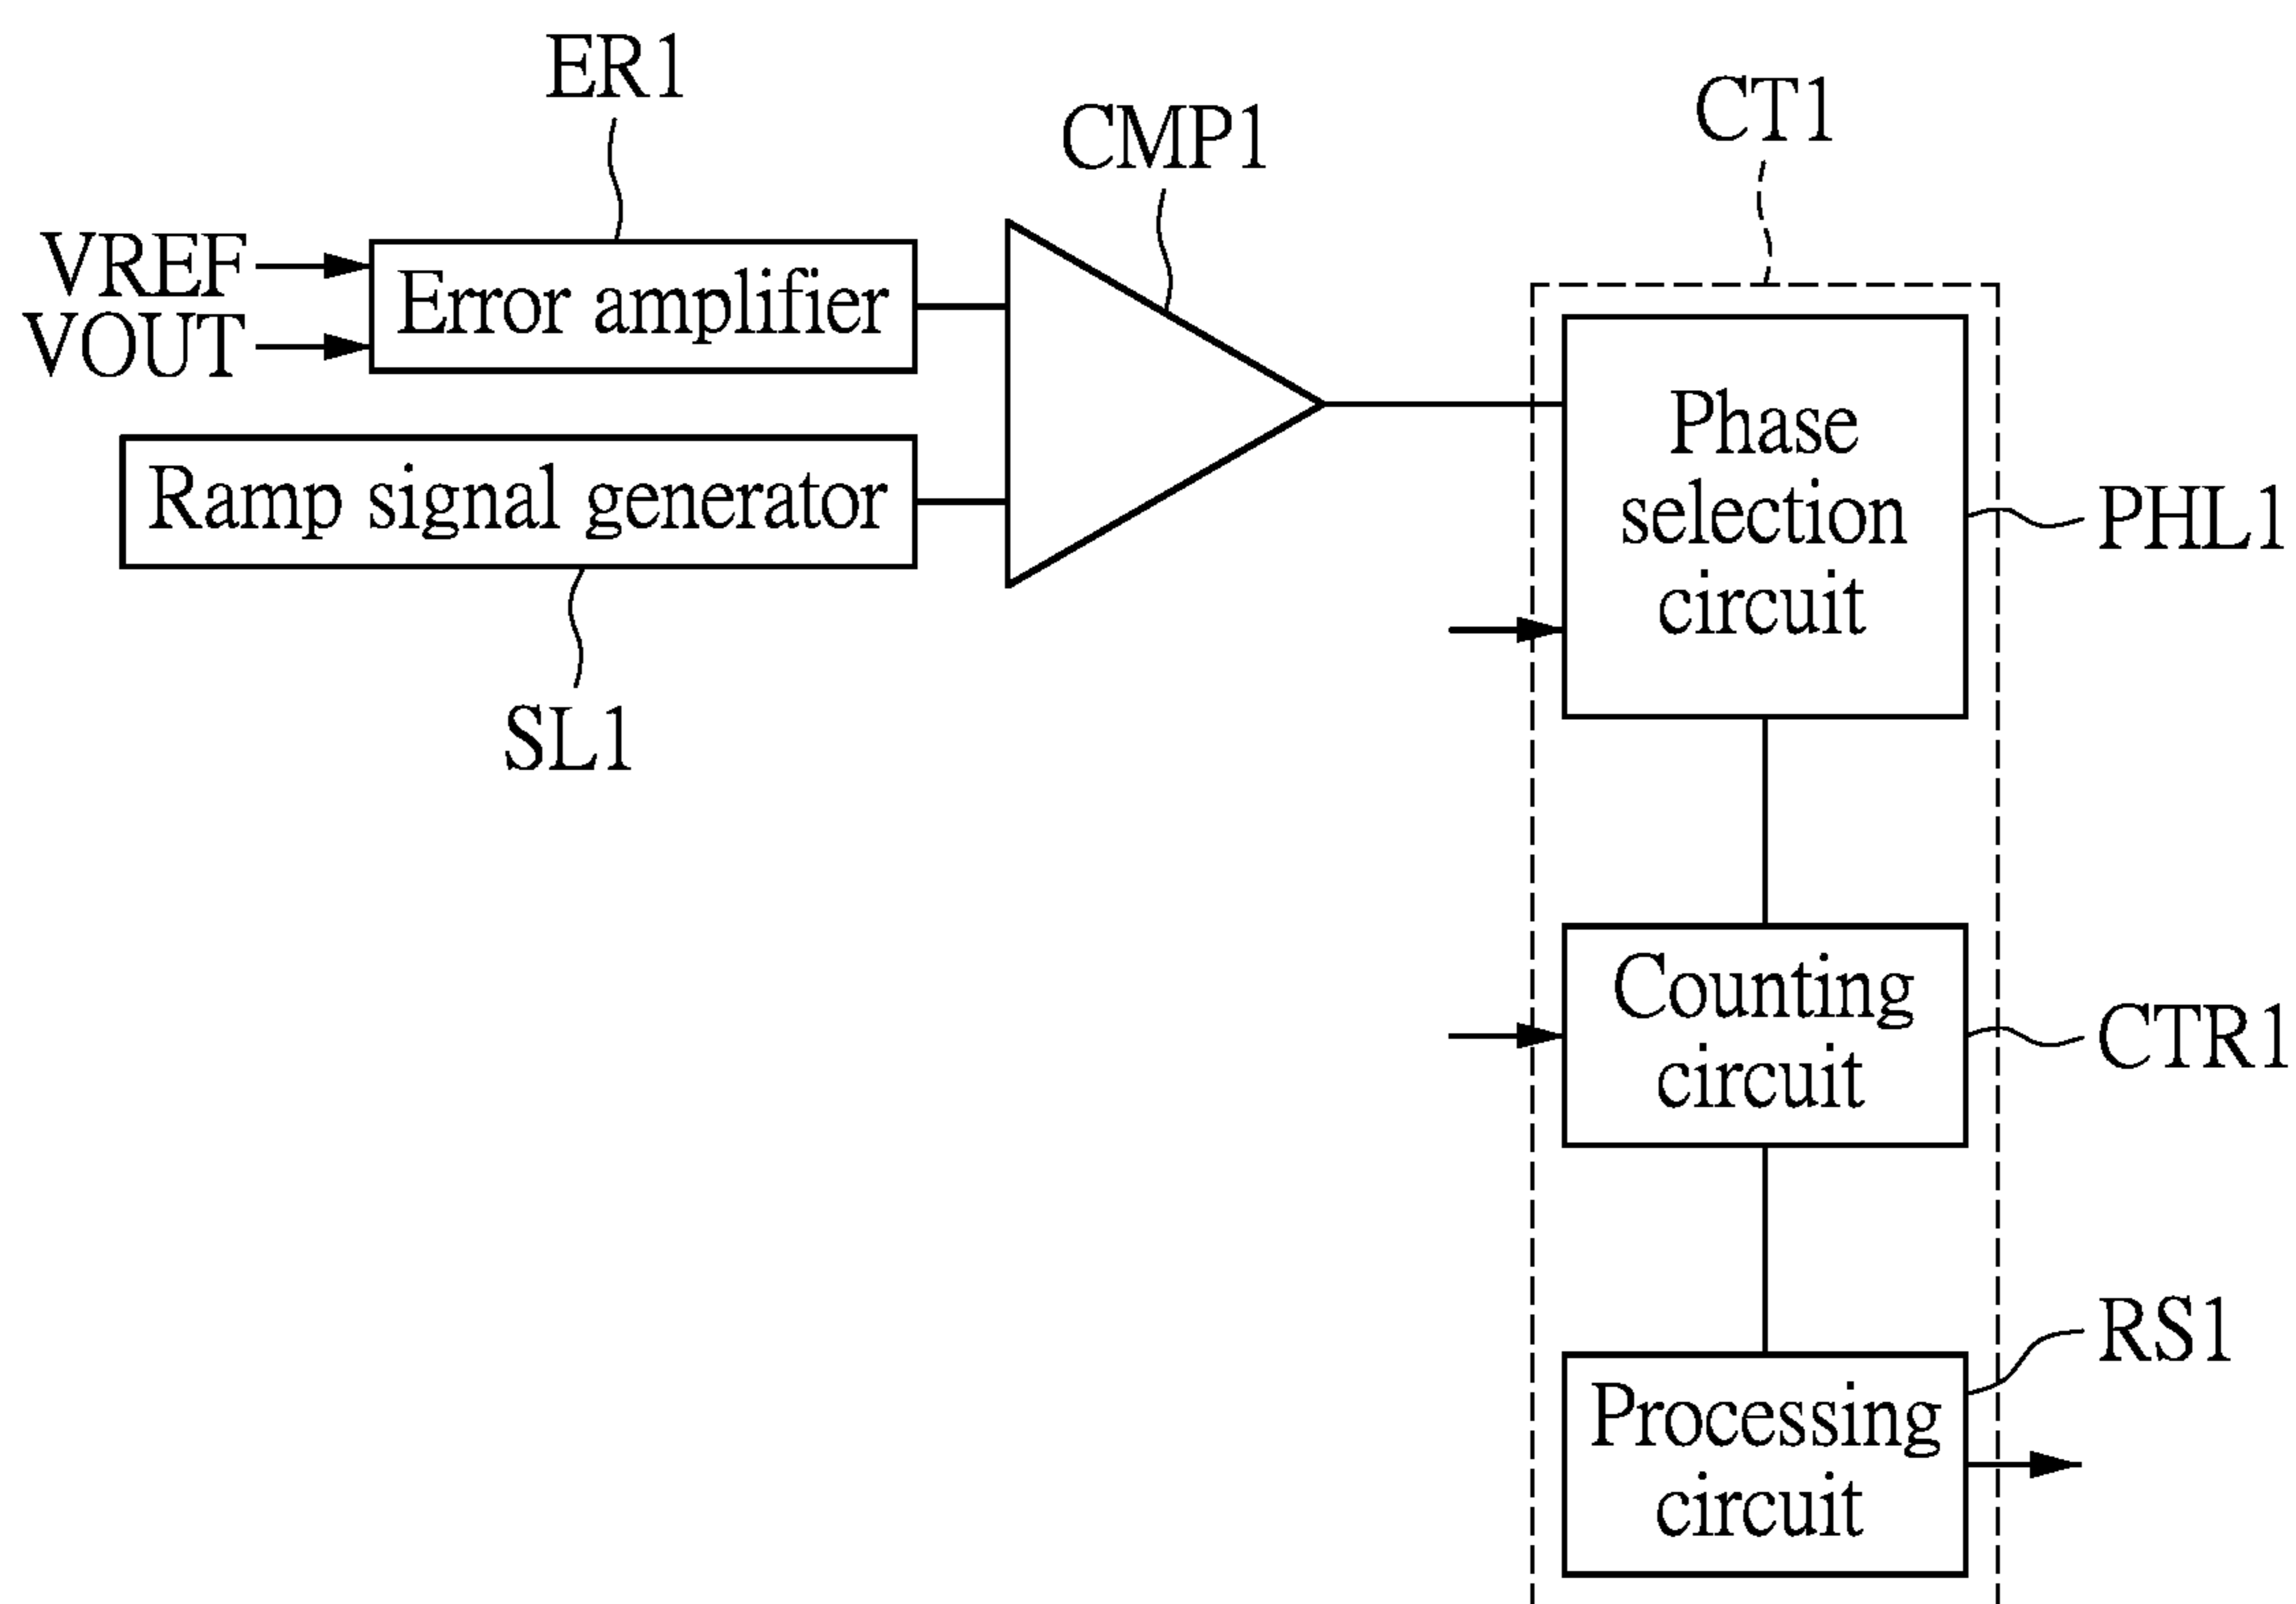 ER1
CMP1
CT1
VREF
VOUT
Error amplifier
Ramp signal generator
SL1
Phase
selection
circuit
PHL1
Counting
circuit
CTR1
RS1
Processing
circuit